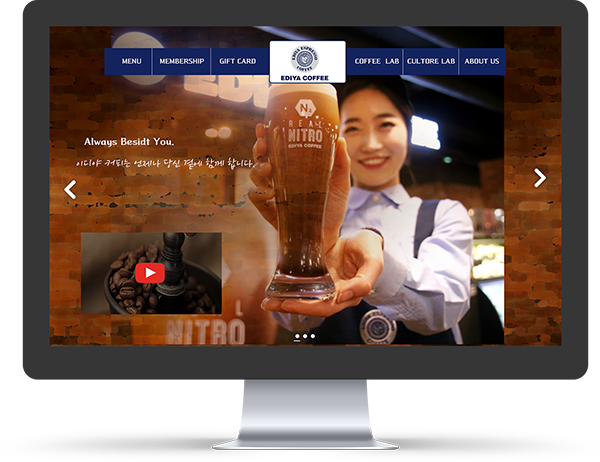 MENU
MEMBERSHIP
GIFT CARD
EDIYA ESPRESSO COFFEE
EDIYA COFFEE
COFFEE LAB
CULTORE LAB
ABOUT US
N2
REAL
NITRO
EDIYA COFFEE
Always Besidt You.
이디야 커피는 언제나 당신 곁에 함께 합니다.
L
NITRO